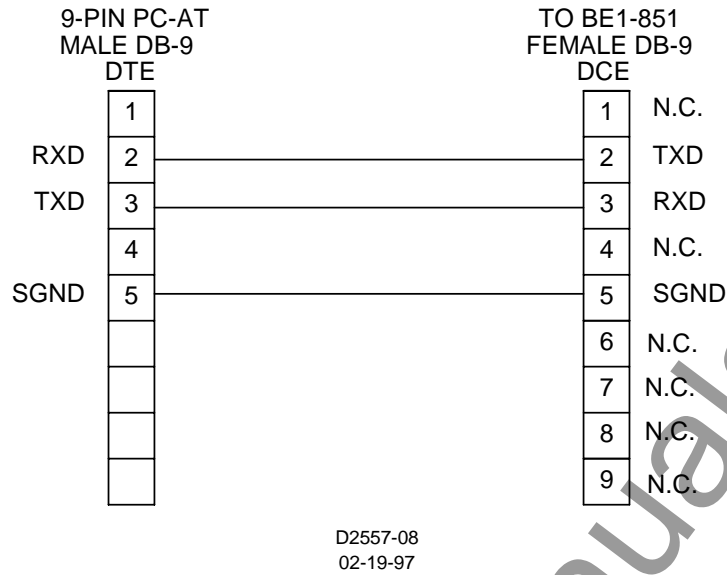 9-PIN PC-AT
MALE DB-9
DTE
TO BE1-851
FEMALE DB-9
DCE
1 1 N.C.
RXD 2 2 TXD
TXD 3 3 RXD
4 4 N.C.
SGND 5 5 SGND
6 N.C.
7 N.C.
8 N.C.
9 N.C.
D2557-08
02-19-97